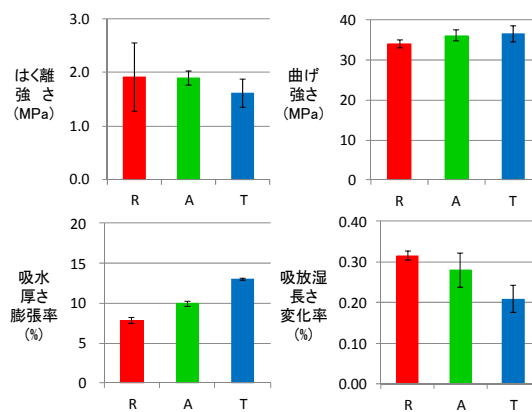 はく離
強 さ
(MPa)
3.0
2.0
1.0
0.0
R A T
曲げ
強さ
(MPa)
40
30
20
10
0
R A T
吸水
厚さ
膨張率
(%)
20
15
10
5
0
R A T
吸放湿
長さ
変化率
(%)
0.40
0.30
0.20
0.10
0.00
R A T